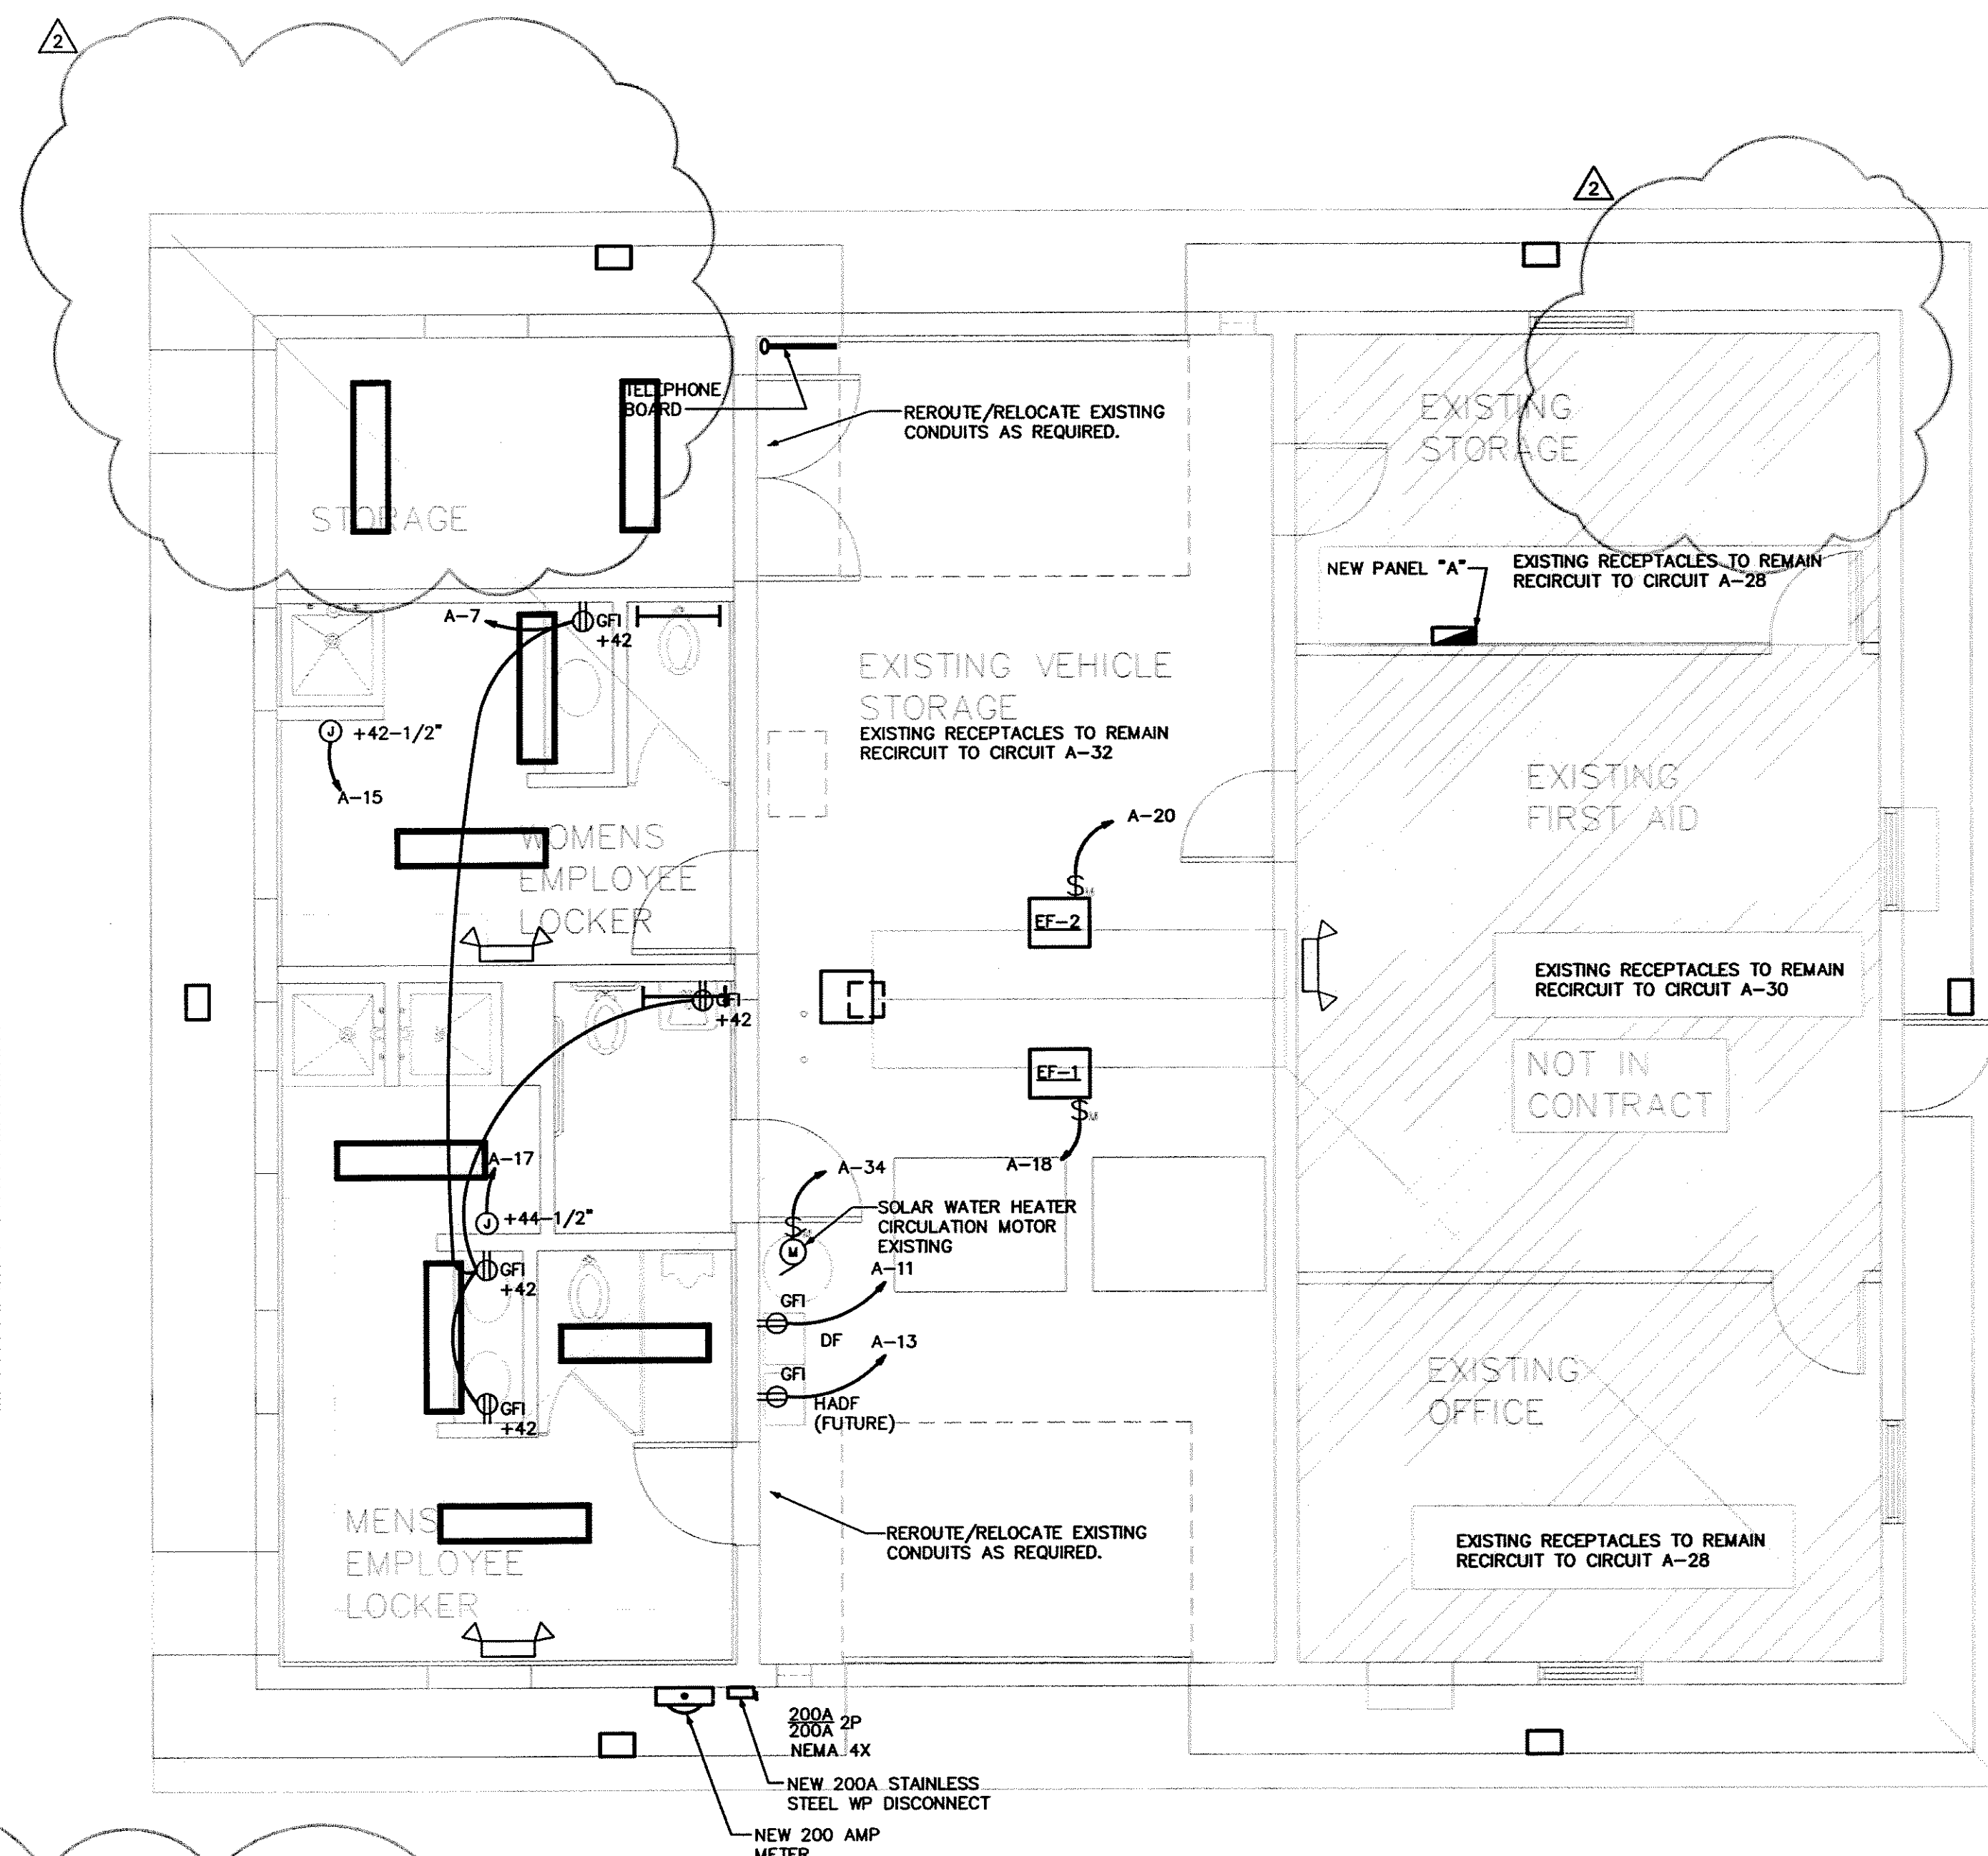 2
2
TELEPHONE
BOARD
REROUTE/RELOCATE EXISTING
CONDUITS AS REQUIRED.
EXISTING
STORAGE
STORAGE
NEW PANEL "A"
EXISTING RECEPTACLES TO REMAIN
RECIRCUIT TO CIRCUIT A-28
A-7
GFI
+42
EXISTING VEHICLE
STORAGE
EXISTING RECEPTACLES TO REMAIN
RECIRCUIT TO CIRCUIT A-32
J
+42-1/2"
A-15
EXISTING
FIRST AID
WOMENS
EMPLOYEE
LOCKER
A-20
$M
EF-2
EXISTING RECEPTACLES TO REMAIN
RECIRCUIT TO CIRCUIT A-30
GFI
+42
EF-1
$M
A-18
NOT IN
CONTRACT
A-17
J
+44-1/2"
A-34
$M
M
SOLAR WATER HEATER
CIRCULATION MOTOR
EXISTING
GFI
+42
A-11
GFI
DF
A-13
GFI
HADF
(FUTURE)
GFI
+42
EXISTING
OFFICE
MENS
EMPLOYEE
LOCKER
REROUTE/RELOCATE EXISTING
CONDUITS AS REQUIRED.
EXISTING RECEPTACLES TO REMAIN
RECIRCUIT TO CIRCUIT A-28
200A
200A 2P
NEMA 4X
NEW 200A STAINLESS
STEEL WP DISCONNECT
NEW 200 AMP
METER